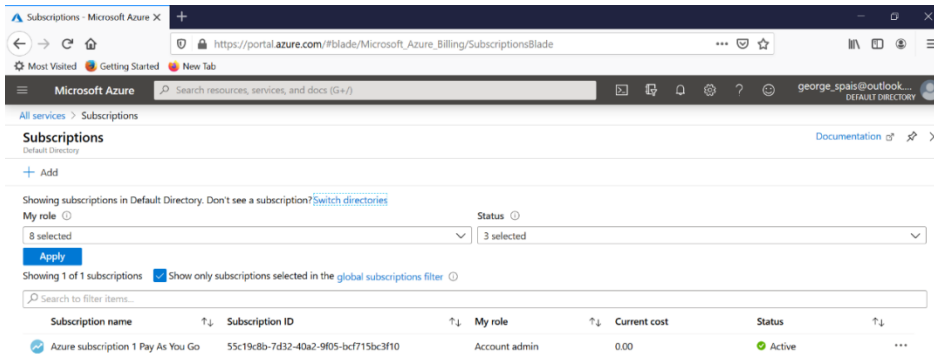 Subscriptions - Microsoft Azure
https://portal.azure.com/#blade/Microsoft_Azure_Billing/SubscriptionsBlade
Most Visited Getting Started New Tab
Microsoft Azure Search resources, services, and docs (G+/) george_spais@outlook....
DEFAULT DIRECTORY
All services > Subscriptions
Subscriptions Documentation
Default Directory
+ Add
Showing subscriptions in Default Directory. Don't see a subscription? Switch directories
My role Status
8 selected 3 selected
Apply
Showing 1 of 1 subscriptions Show only subscriptions selected in the global subscriptions filter
Search to filter items...
Subscription name Subscription ID My role Current cost Status
Azure subscription 1 Pay As You Go 55c19c8b-7d32-40a2-9f05-bcf715bc3f10 Account admin 0.00 Active ...